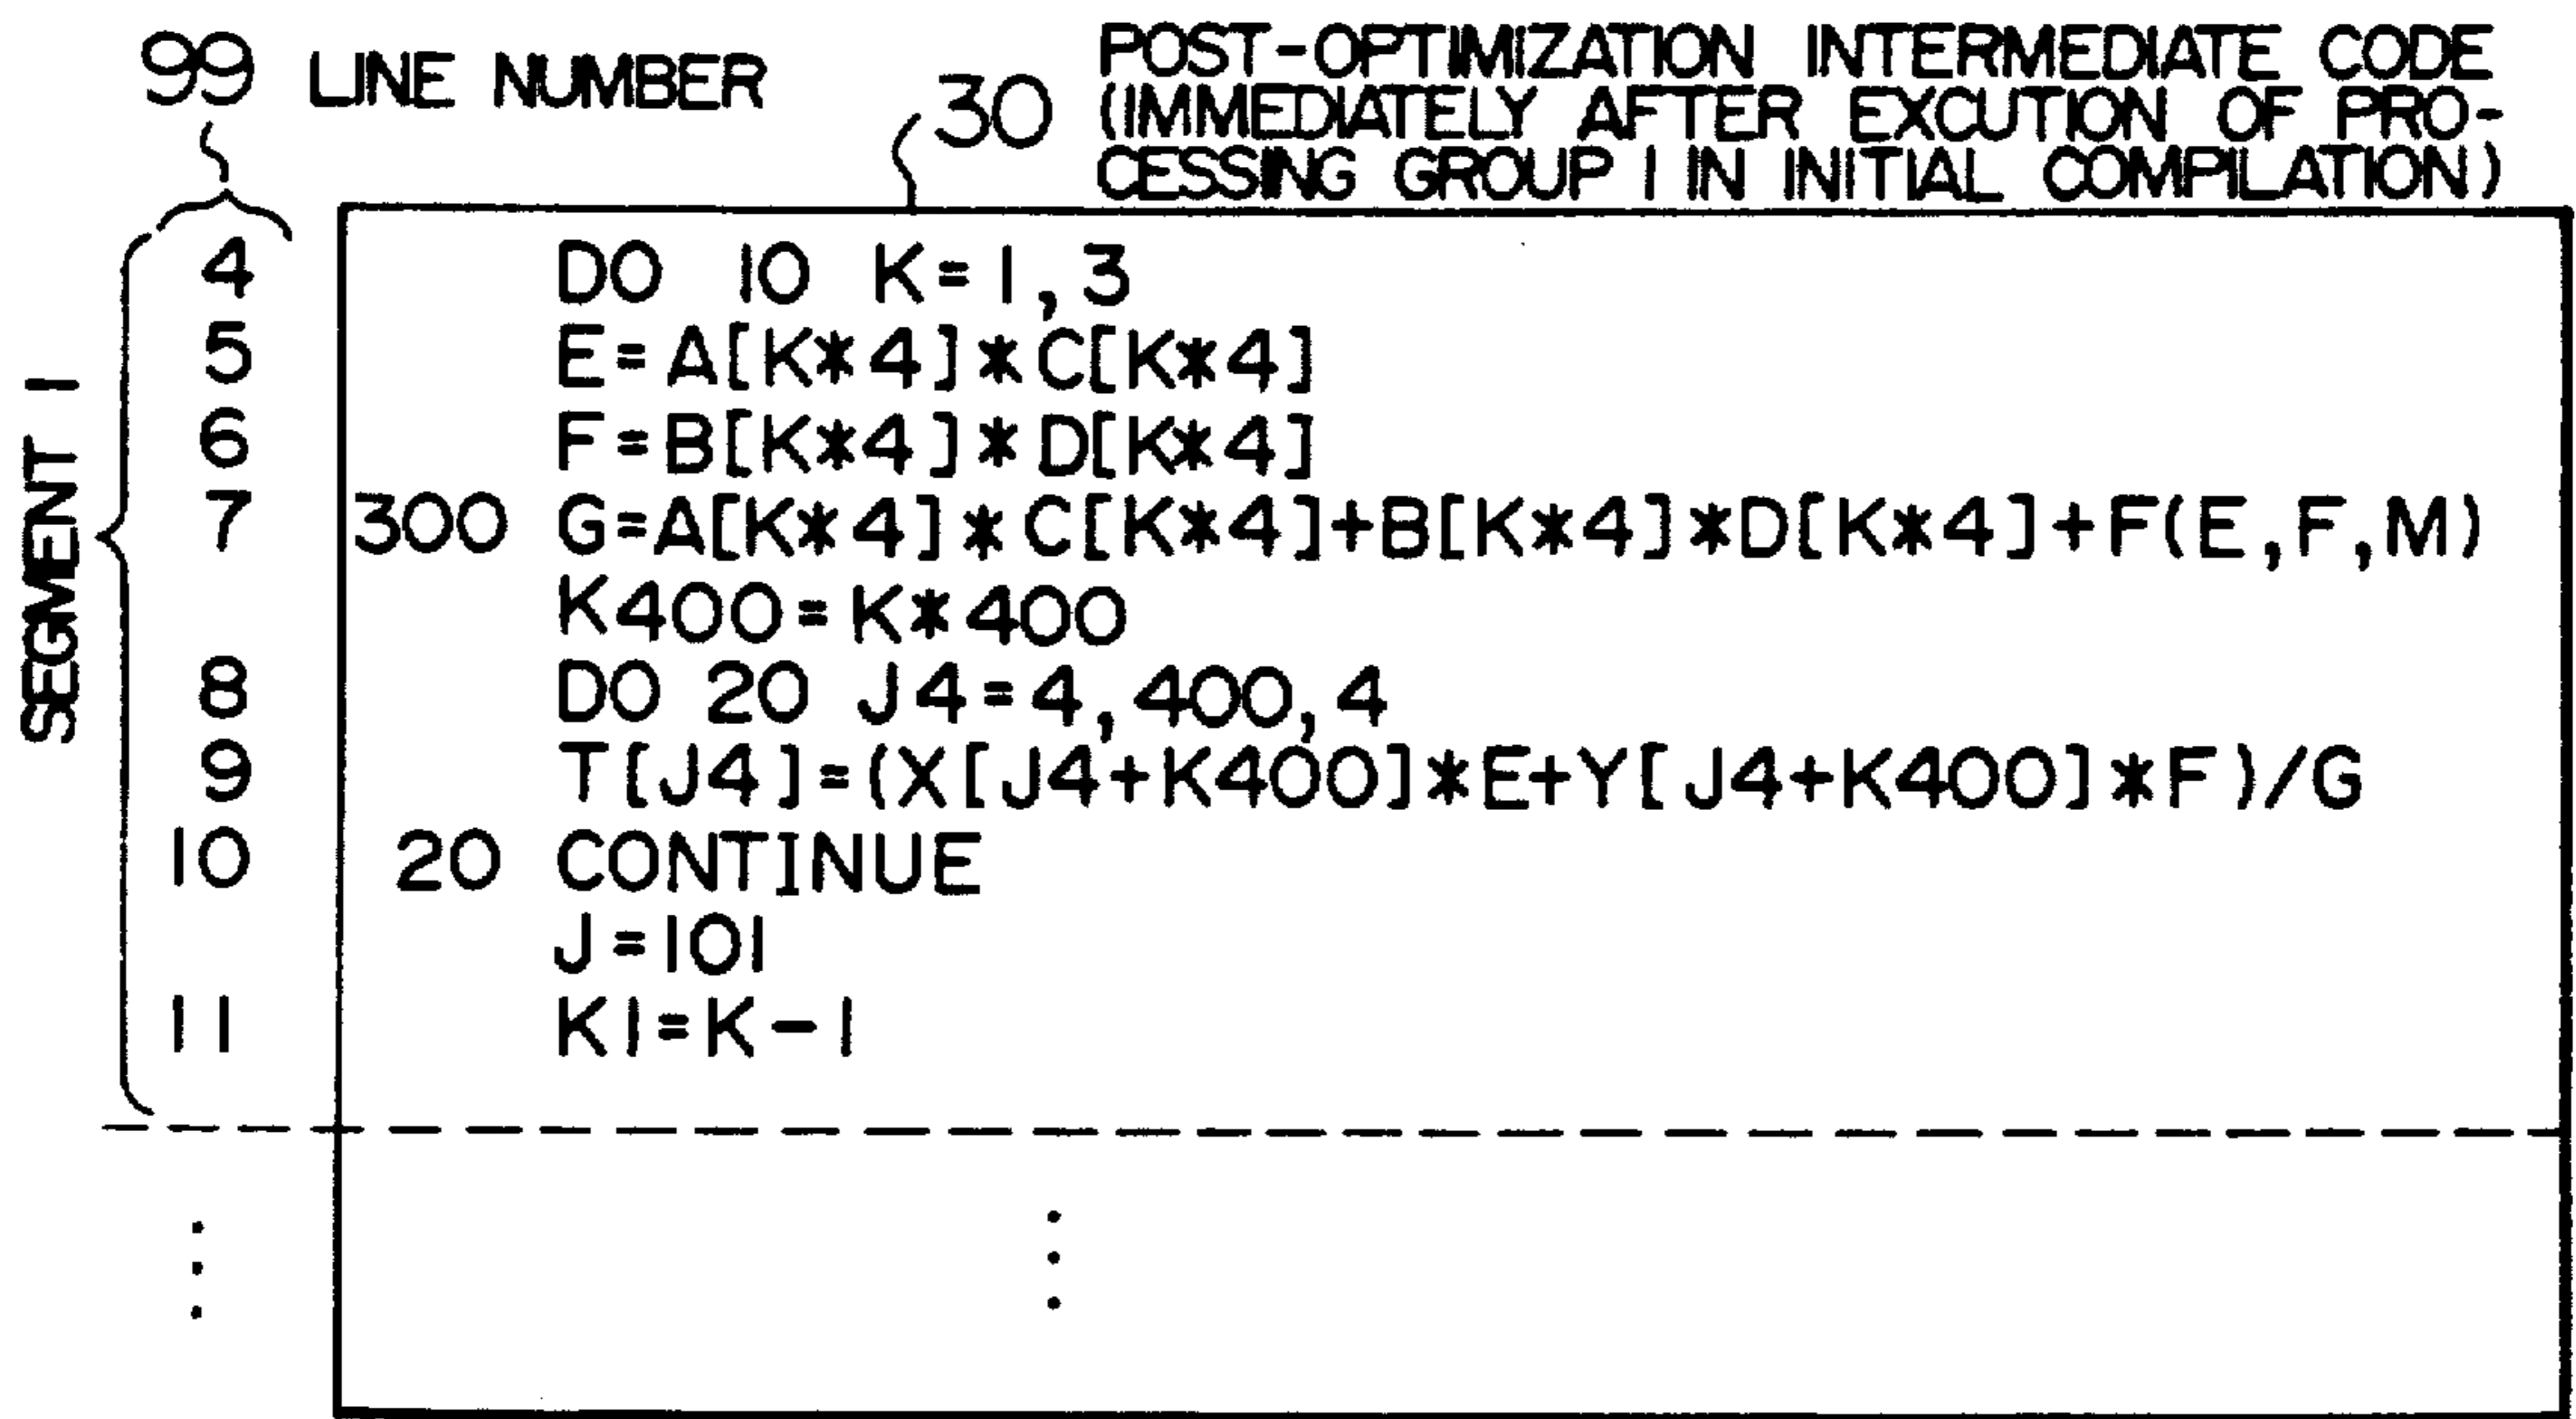 99 LINE NUMBER
30 POST-OPTIMIZATION INTERMEDIATE CODE
(IMMEDIATELY AFTER EXCUTION OF PRO-
CESSING GROUP 1 IN INITIAL COMPILATION)
SEGMENT 1
4 DO 10 K=1,3
5 E=A[K*4]*C[K*4]
6 F=B[K*4]*D[K*4]
7 300 G=A[K*4]*C[K*4]+B[K*4]*D[K*4]+F(E,F,M)
K400=K*400
8 DO 20 J4=4,400,4
9 T[J4]=(X[J4+K400]*E+Y[J4+K400]*F)/G
10 20 CONTINUE
J=101
11 K1=K-1